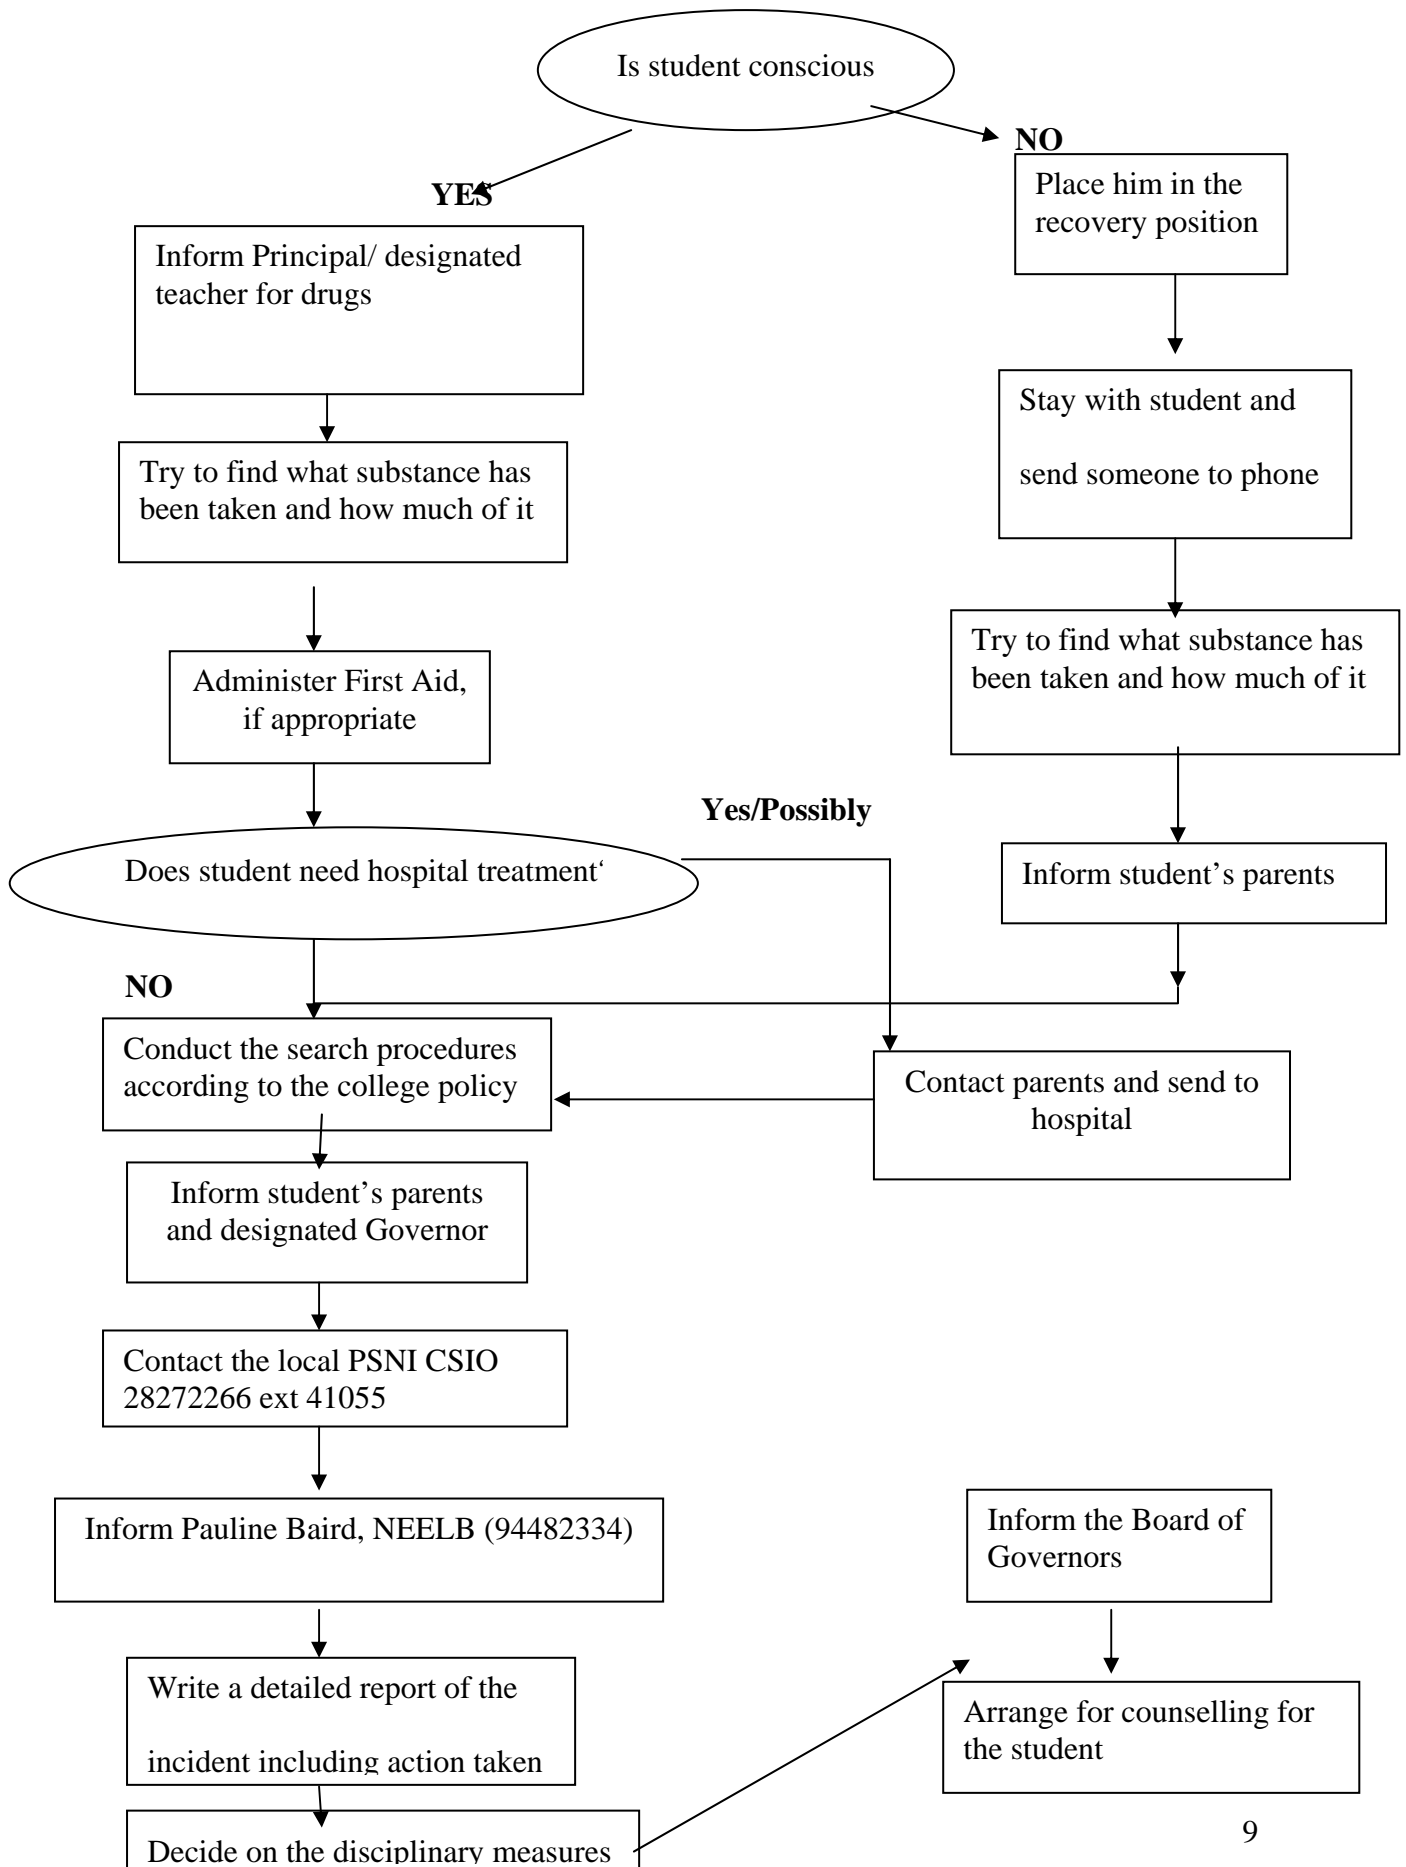 Is student conscious
NO
Place him in the
recovery position
YES
Inform Principal/ designated
teacher for drugs
Stay with student and
send someone to phone
Try to find what substance has
been taken and how much of it
Try to find what substance has
been taken and how much of it
Administer First Aid,
if appropriate
Yes/Possibly
Does student need hospital treatment‘
Inform student’s parents
NO
Conduct the search procedures
according to the college policy
Contact parents and send to
hospital
Inform student’s parents
and designated Governor
Contact the local PSNI CSIO
28272266 ext 41055
Inform Pauline Baird, NEELB (94482334)
Inform the Board of
Governors
Write a detailed report of the
incident including action taken
Arrange for counselling for
the student
Decide on the disciplinary measures
9